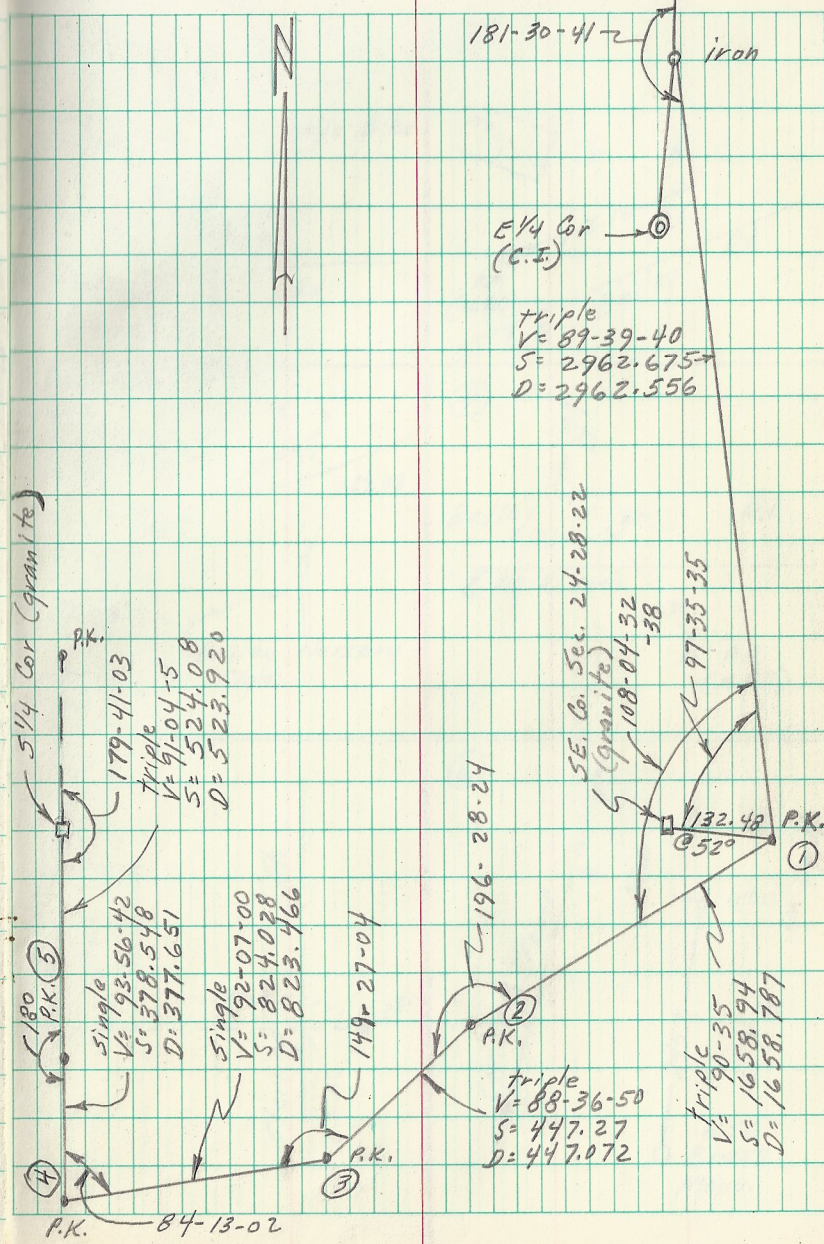 N
181-30-41
iron
E 1/4 Cor
(C.I.)
triple
V= 89-39-40
S= 2962.675
D= 2962.556
S 1/4 Cor (granite)
P.K.
179-41-03
triple
V= 91-04-5
S= 524.08
D= 523.920
SE. Co. Sec. 24-28-22
(granite)
108-04-32
-38
97-35-35
132.48
@ 52°
P.K.
1
196-28-24
2
P.K.
180
P.K. 5
Single
V= 93-56-42
S= 378.548
D= 377.651
Single
V= 92-07-00
S= 824.028
D= 823.466
149-27-04
triple
V= 88-36-50
S= 447.27
D= 447.072
triple
V= 90-35
S= 1658.94
D= 1658.787
P.K.
3
4
P.K.
84-13-02